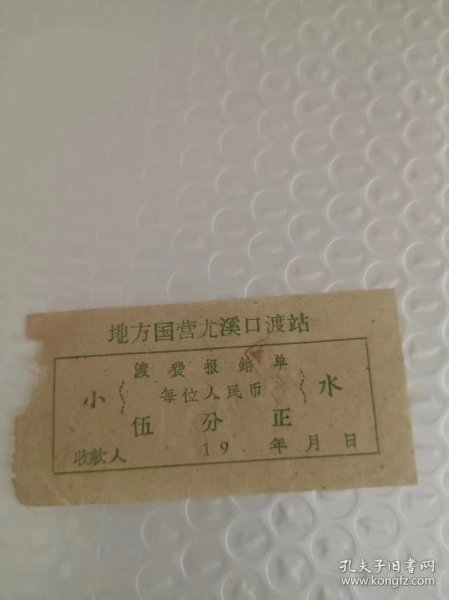 地方国营尤溪口渡站
渡费报销单
小 每位人民币 水
伍分正
收款人 19 年 月 日
孔夫子旧书网
www.kongfz.com